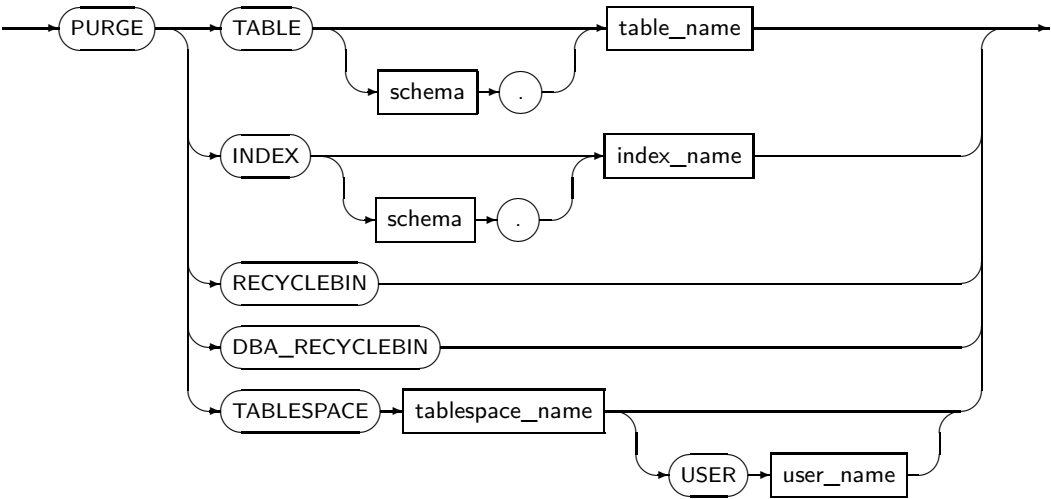 PURGE TABLE table_name
schema .
INDEX index_name
schema .
RECYCLEBIN
DBA_RECYCLEBIN
TABLESPACE tablespace_name
USER user_name